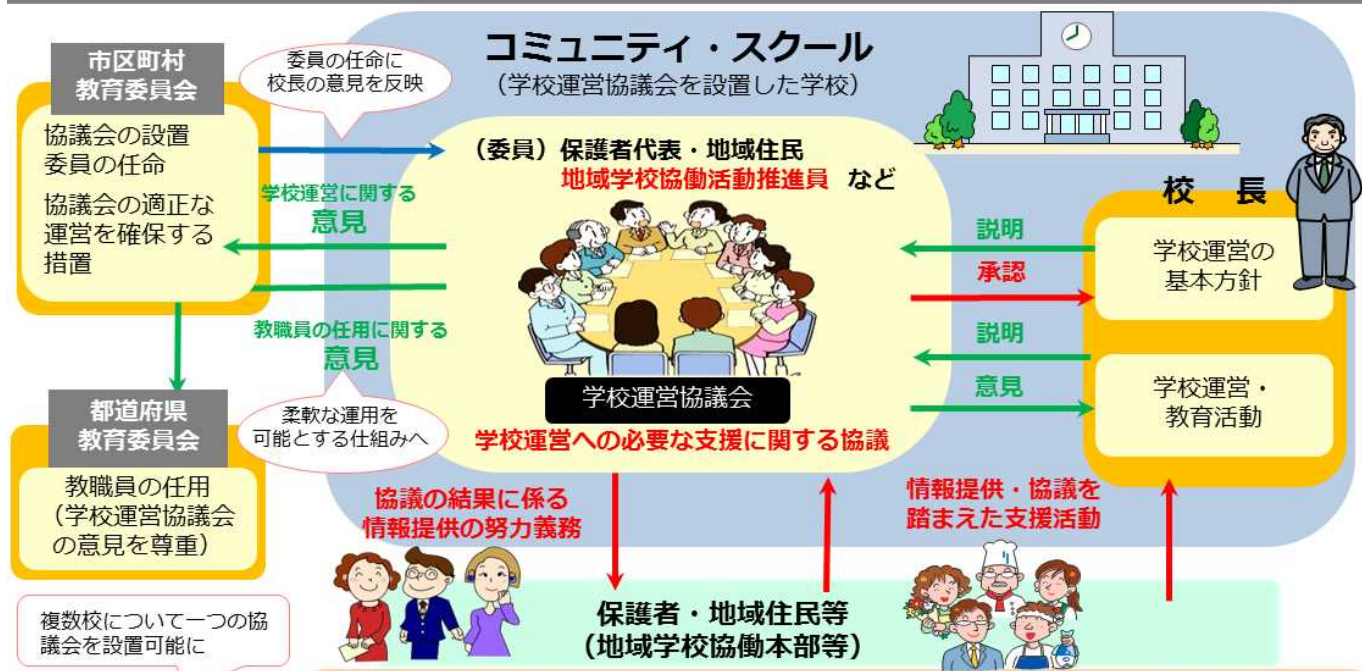 コミュニティ・スクール
（学校運営協議会を設置した学校）
市区町村
教育委員会
協議会の設置
委員の任命
協議会の適正な
運営を確保する
措置
委員の任命に
校長の意見を反映
（委員）保護者代表・地域住民
地域学校協働活動推進員 など
学校運営に関する
意見
教職員の任用に関する
意見
柔軟な運用を
可能とする仕組みへ
学校運営協議会
学校運営への必要な支援に関する協議
校 長
説明
承認
学校運営の
基本方針
説明
意見
学校運営・
教育活動
都道府県
教育委員会
教職員の任用
（学校運営協議会
の意見を尊重）
協議の結果に係る
情報提供の努力義務
情報提供・協議を
踏まえた支援活動
保護者・地域住民等
（地域学校協働本部等）
複数校について一つの協
議会を設置可能に